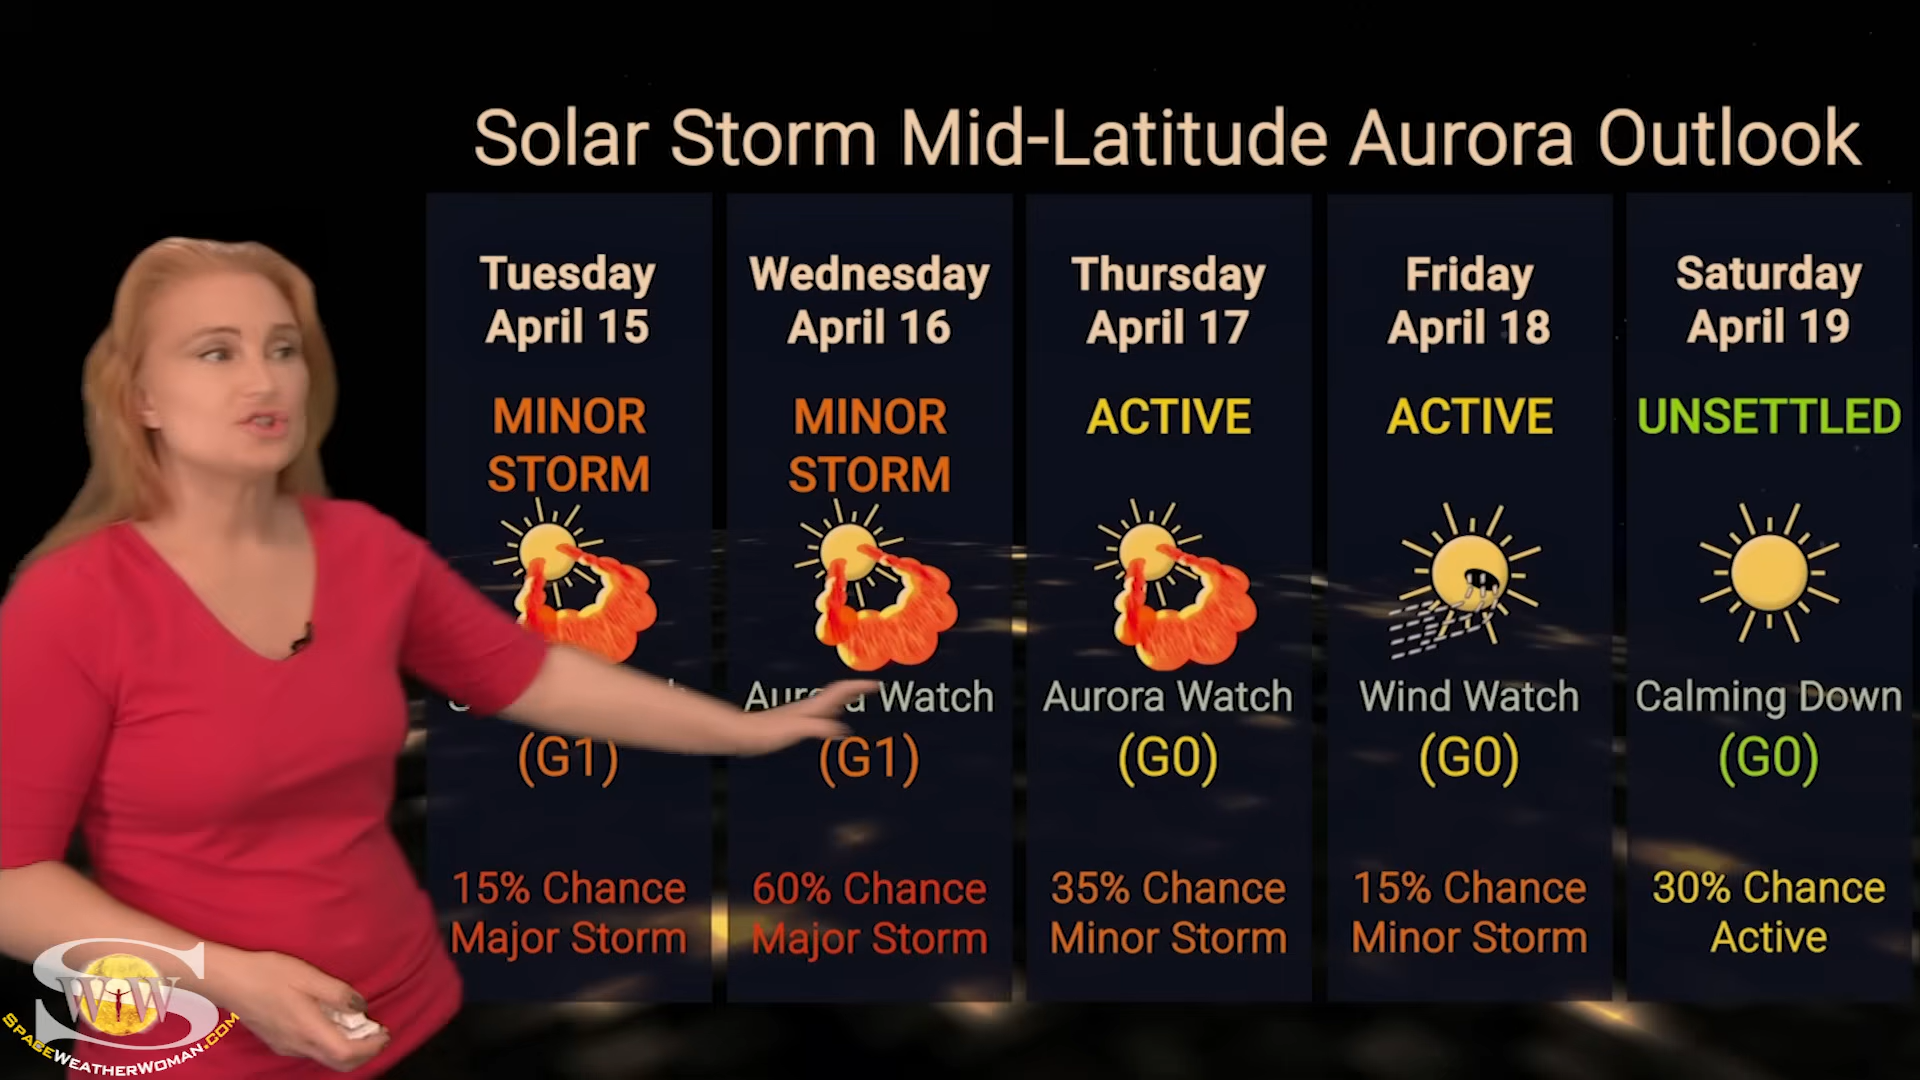 Solar Storm Mid-Latitude Aurora Outlook
Tuesday
April 15
MINOR
STORM
(G1)
15% Chance
Major Storm
Wednesday
April 16
MINOR
STORM
Aurora Watch
(G1)
60% Chance
Major Storm
Thursday
April 17
ACTIVE
Aurora Watch
(G0)
35% Chance
Minor Storm
Friday
April 18
ACTIVE
Wind Watch
(G0)
15% Chance
Minor Storm
Saturday
April 19
UNSETTLED
Calming Down
(G0)
30% Chance
Active
SWW
SPACEWEATHERWOMAN.COM